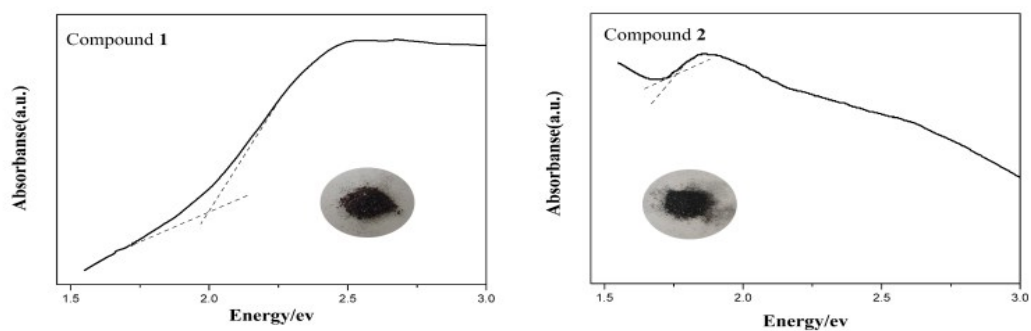 Compound 1
Absorbanse(a.u.)
1.5 2.0 2.5 3.0
Energy/ev
Compound 2
Absorbanse(a.u.)
1.5 2.0 2.5 3.0
Energy/ev